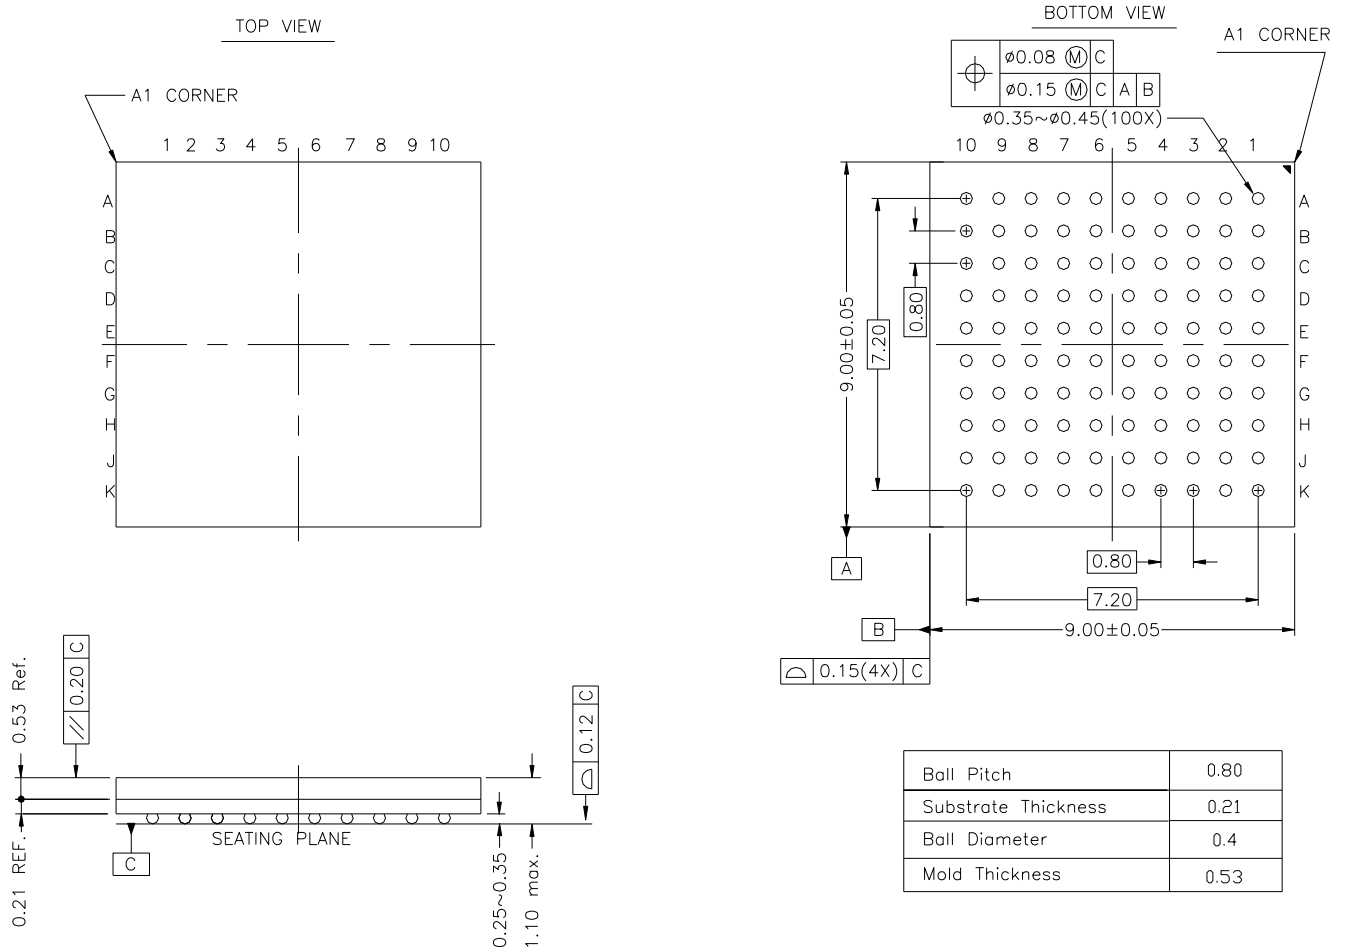 TOP VIEW
A1 CORNER
1 2 3 4 5 6 7 8 9 10
A
B
C
D
E
F
G
H
J
K
BOTTOM VIEW
A1 CORNER
ø0.08 Ⓜ C
ø0.15 Ⓜ C A B
ø0.35~ø0.45(100X)
10 9 8 7 6 5 4 3 2 1
A
B
C
D
E
F
G
H
J
K
9.00±0.05
7.20
0.80
A
0.80
7.20
B
9.00±0.05
0.15(4X) C
0.53 Ref.
0.21 REF.
// 0.20 C
0.12 C
SEATING PLANE
C
0.25~0.35
1.10 max.
Ball Pitch 0.80
Substrate Thickness 0.21
Ball Diameter 0.4
Mold Thickness 0.53